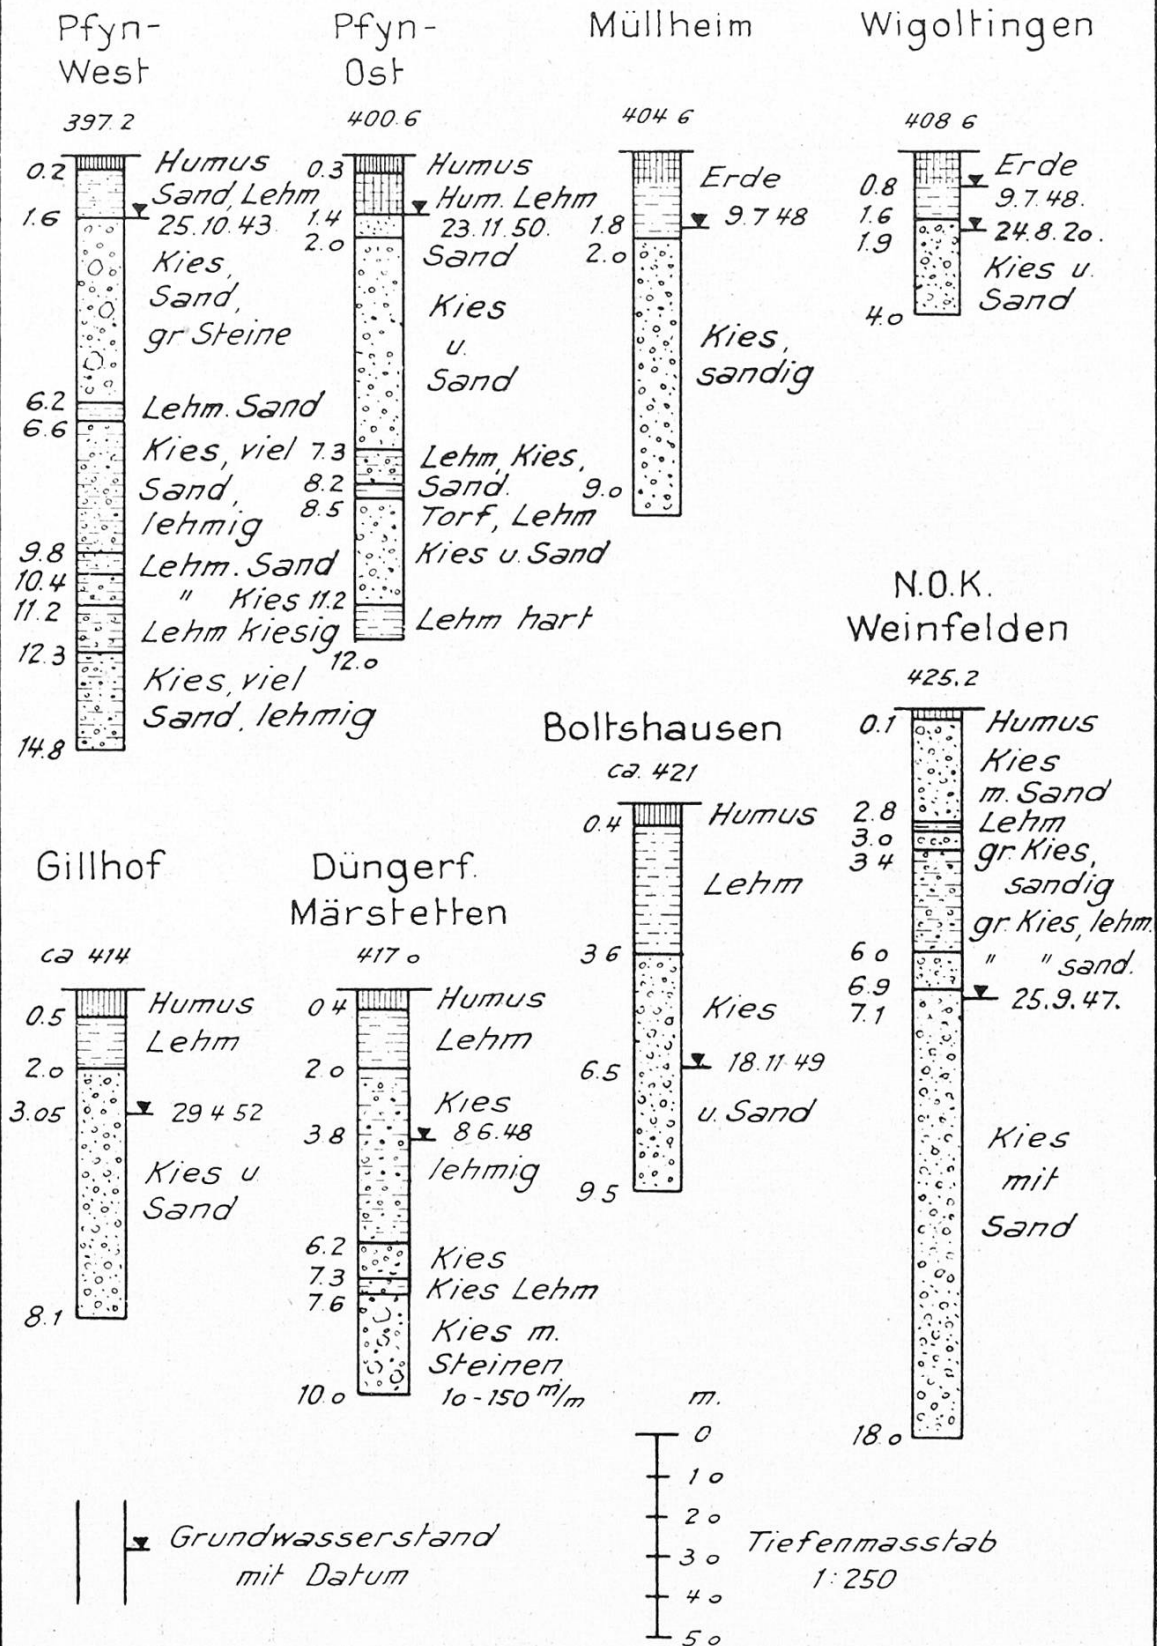 Pfyn-
West
397.2
0.2
Humus
Sand, Lehm
1.6
25.10.43.
Kies,
Sand,
gr Steine
6.2
Lehm. Sand
6.6
Kies, viel
Sand,
lehmig
9.8
Lehm. Sand
10.4
" Kies
11.2
Lehm kiesig
12.3
Kies, viel
Sand, lehmig
14.8
Pfyn-
Ost
400.6
0.3
Humus
Hum. Lehm
1.4
23.11.50.
2.0
Sand
Kies
u.
Sand
7.3
Lehm, Kies,
8.2
Sand.
8.5
Torf, Lehm
Kies u. Sand
11.2
Lehm hart
12.0
Müllheim
404 6
Erde
1.8
9.7 48
2.0
Kies,
sandig
9.0
Wigoltingen
408 6
Erde
0.8
9.7.48.
1.6
24.8.20.
1.9
Kies u.
Sand
4.0
N.O.K.
Weinfelden
425.2
0.1
Humus
Kies
m. Sand
2.8
Lehm
3.0
gr. Kies,
3 4
sandig
gr. Kies, lehm.
6 0
" " sand.
6.9
25.9.47.
7.1
Kies
mit
Sand
18.0
Boltshausen
ca. 421
0.4
Humus
Lehm
3 6
Kies
6.5
18.11 49
u. Sand
9 5
Gillhof
ca 414
0.5
Humus
Lehm
2.0
3.05
29 4 52
Kies u
Sand
8.1
Düngerf.
Märstetten
417 0
0 4
Humus
Lehm
2.0
Kies
3.8
8 6.48
lehmig
6.2
Kies
7.3
Kies Lehm
7.6
Kies m.
Steinen
10.0
10-150 m/m
Grundwasserstand
mit Datum
m.
0
1 0
2 0
3 0
4 0
5 0
Tiefenmasstab
1:250